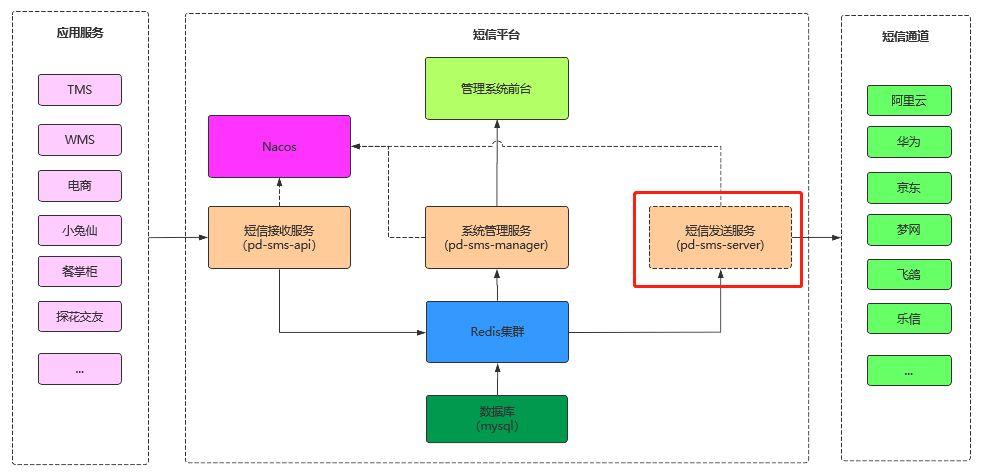 应用服务
TMS
WMS
电商
小兔仙
餐掌柜
探花交友
...
短信平台
管理系统前台
Nacos
短信接收服务
(pd-sms-api)
系统管理服务
(pd-sms-manager)
短信发送服务
(pd-sms-server)
Redis集群
数据库
(mysql)
短信通道
阿里云
华为
京东
梦网
飞鸽
乐信
...